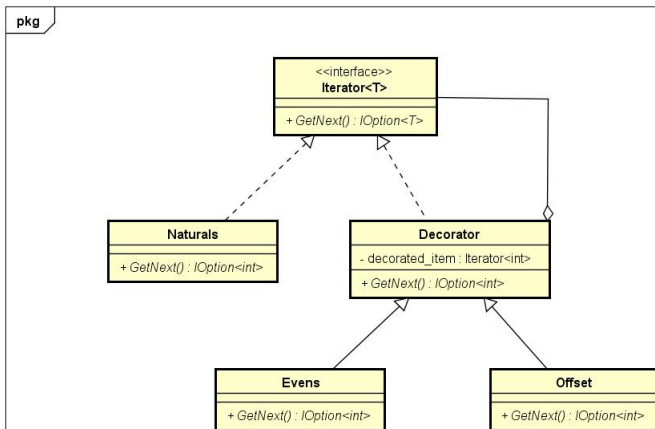 pkg
<<interface>>
Iterator<T>
+ GetNext() : IOption<T>
Naturals
+ GetNext() : IOption<int>
Decorator
- decorated_item : Iterator<int>
+ GetNext() : IOption<int>
Evens
+ GetNext() : IOption<int>
Offset
+ GetNext() : IOption<int>